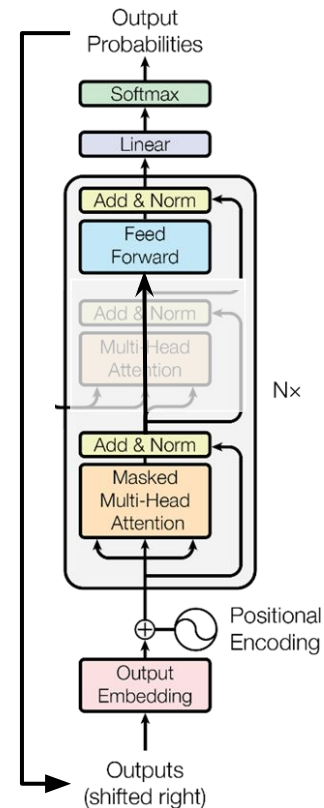 Output
Probabilities
Softmax
Linear
Add & Norm
Feed
Forward
Add & Norm
Multi-Head
Attention
N×
Add & Norm
Masked
Multi-Head
Attention
Positional
Encoding
Output
Embedding
Outputs
(shifted right)